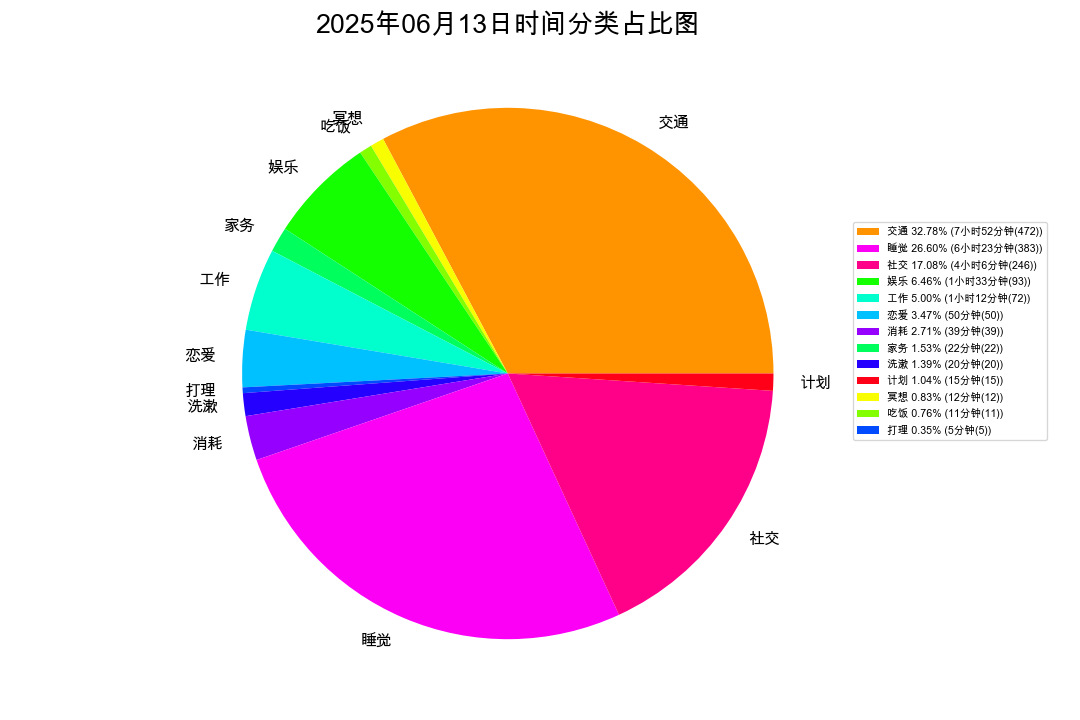 2025年06月13日时间分类占比图
冥想
吃饭
交通
娱乐
家务
工作
恋爱
打理
洗漱
消耗
睡觉
社交
计划
交通 32.78% (7小时52分钟(472))
睡觉 26.60% (6小时23分钟(383))
社交 17.08% (4小时6分钟(246))
娱乐 6.46% (1小时33分钟(93))
工作 5.00% (1小时12分钟(72))
恋爱 3.47% (50分钟(50))
消耗 2.71% (39分钟(39))
家务 1.53% (22分钟(22))
洗漱 1.39% (20分钟(20))
计划 1.04% (15分钟(15))
冥想 0.83% (12分钟(12))
吃饭 0.76% (11分钟(11))
打理 0.35% (5分钟(5))